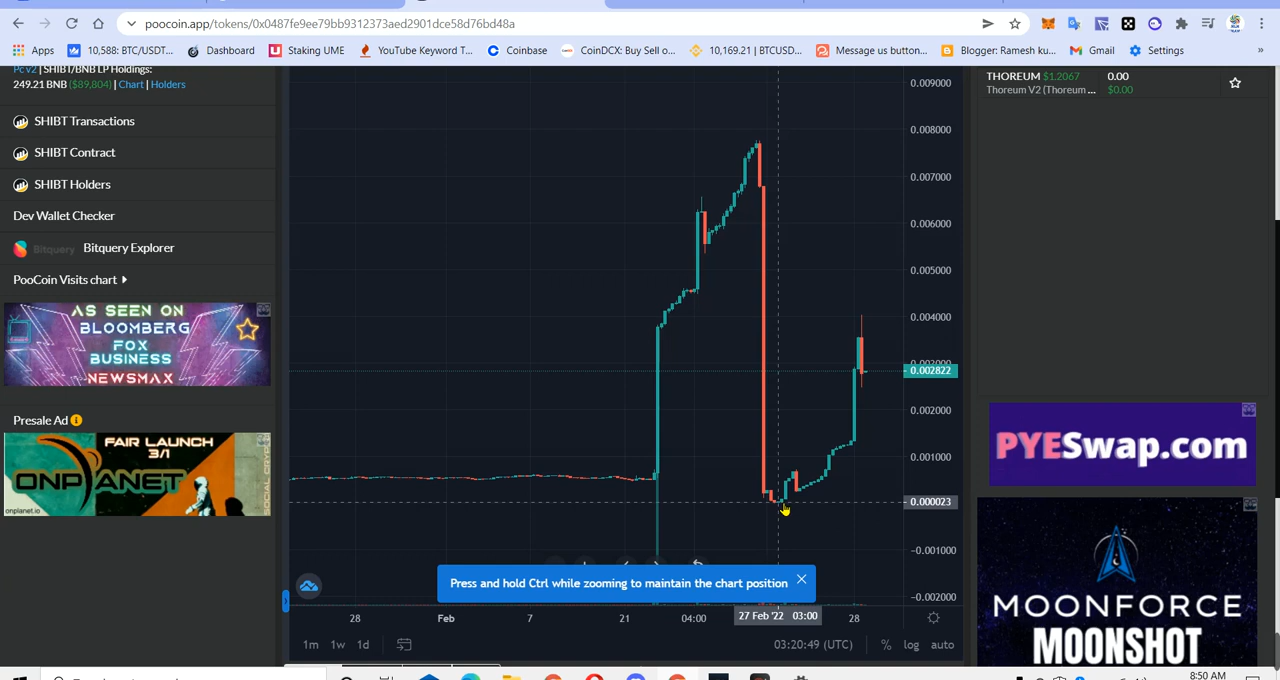 poocoin.app/tokens/0x0487fe9ee79bb9312373aed2901dce58d76bd48a
Apps
10,588: BTC/USDT...
Dashboard
Staking UME
YouTube Keyword T...
Coinbase
CoinDCX: Buy Sell o...
10,169.21 | BTCUSD...
Message us button...
Blogger: Ramesh ku...
Gmail
Settings
»
Pc v2 | SHIBT/BNB LP Holdings:
249.21 BNB ($89,804) | Chart | Holders
SHIBT Transactions
SHIBT Contract
SHIBT Holders
Dev Wallet Checker
Bitquery Bitquery Explorer
PooCoin Visits chart
AS SEEN ON
BLOOMBERG
FOX
BUSINESS
NEWSMAX
Presale Ad
FAIR LAUNCH
3/1
ONPLANET
onplanet.io
0.009000
0.008000
0.007000
0.006000
0.005000
0.004000
0.003000
0.002822
0.002000
0.001000
0.000023
−0.001000
−0.002000
Press and hold Ctrl while zooming to maintain the chart position
28
Feb
7
21
04:00
27 Feb '22 03:00
28
1m 1w 1d
03:20:49 (UTC)
% log auto
THOREUM $1.2067
Thoreum V2 (Thoreum ...
0.00
$0.00
PYESwap.com
MOONFORCE
MOONSHOT
8:50 AM